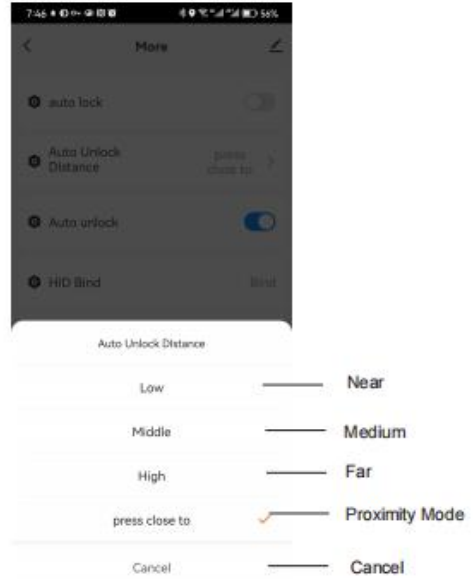 7:46
56%
More
auto lock
Auto Unlock
Distance
press
close to
Auto unlock
HID Bind
Bind
Auto Unlock Distance
Low
Near
Middle
Medium
High
Far
press close to
Proximity Mode
Cancel
Cancel